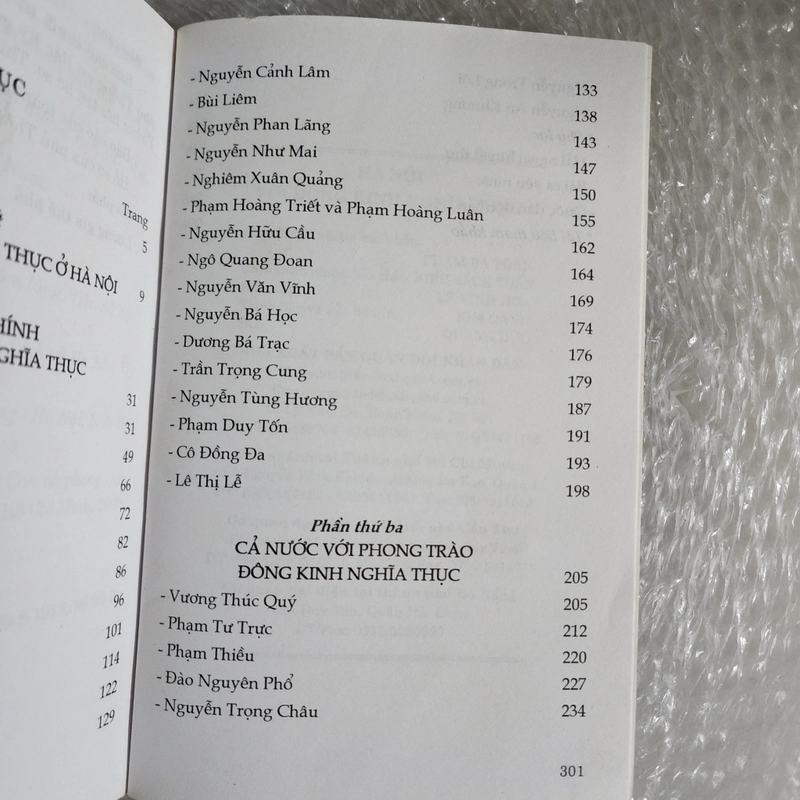 ỤC
Trang
5
THỤC Ở HÀ NỘI
9
HÍNH
GHĨA THỤC
31
31
49
66
72
82
86
96
101
114
122
129
- Nguyễn Cảnh Lâm 133
- Bùi Liêm 138
- Nguyễn Phan Lãng 143
- Nguyễn Như Mai 147
- Nghiêm Xuân Quảng 150
- Phạm Hoàng Triết và Phạm Hoàng Luân 155
- Nguyễn Hữu Cầu 162
- Ngô Quang Đoan 164
- Nguyễn Văn Vĩnh 169
- Nguyễn Bá Học 174
- Dương Bá Trạc 176
- Trần Trọng Cung 179
- Nguyễn Tùng Hương 187
- Phạm Duy Tốn 191
- Cô Đồng Đa 193
- Lê Thị Lễ 198
Phần thứ ba
CẢ NƯỚC VỚI PHONG TRÀO
ĐÔNG KINH NGHĨA THỤC 205
- Vương Thúc Quý 205
- Phạm Tư Trực 212
- Phạm Thiều 220
- Đào Nguyên Phổ 227
- Nguyễn Trọng Châu 234
301